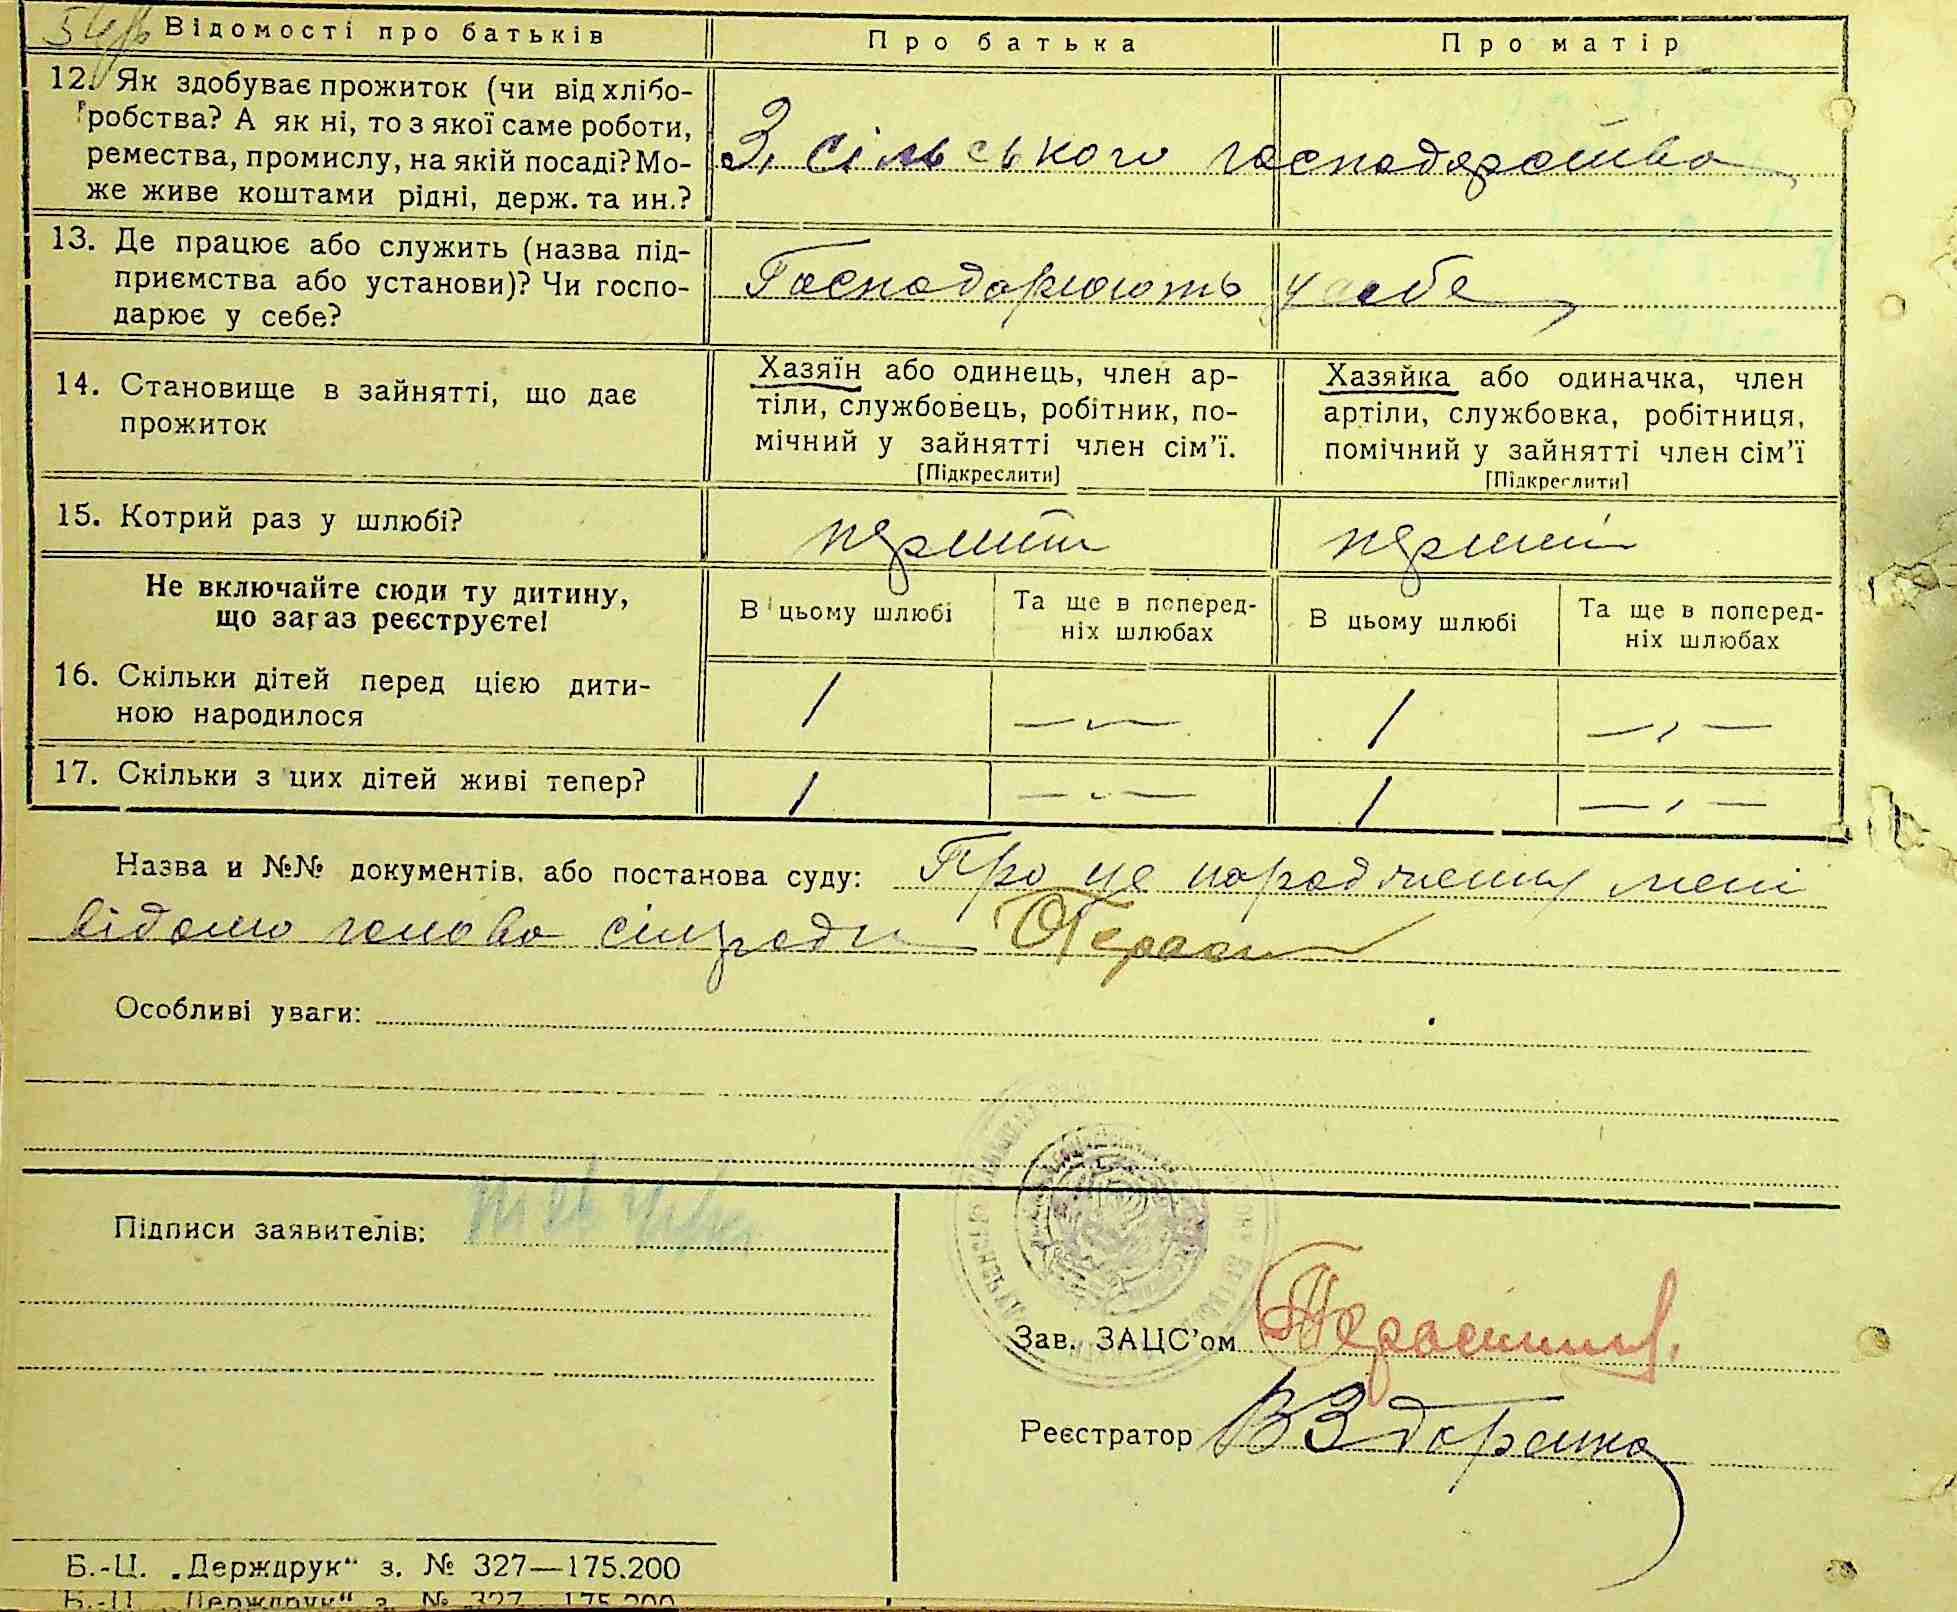 Відомості про батьків
Про батька
Про матір
12. Як здобуває прожиток (чи від хлібо-
робства? А як ні, то з якої саме роботи,
ремества, промислу, на якій посаді? Мо-
же живе коштами рідні, держ. та ин.?
З сільського господарства
13. Де працює або служить (назва під-
приємства або установи)? Чи госпо-
дарює у себе?
Господарюють у себе
14. Становище в зайнятті, що дає
прожиток
Хазяїн або одинець, член ар-
тіли, службовець, робітник, по-
мічний у зайнятті член сім'ї.
[Підкреслити]
Хазяйка або одиначка, член
артіли, службовка, робітниця,
помічний у зайнятті член сім'ї
[Підкреслити]
15. Котрий раз у шлюбі?
перший
перший
Не включайте сюди ту дитину,
що зараз реєструєте!
В цьому шлюбі
Та ще в поперед-
ніх шлюбах
В цьому шлюбі
Та ще в поперед-
ніх шлюбах
16. Скільки дітей перед цією дити-
ною народилося
1
— „ —
1
— „ —
17. Скільки з цих дітей живі тепер?
1
— „ —
1
— „ —
Назва и №№ документів, або постанова суду: Про це народження мені
відомо голова сільради
Особливі уваги:
Підписи заявителів:
Зав. ЗАЦС'ом
Реєстратор
Б.-Ц. „Держдрук“ з. № 327—175.200
Б.-Ц. „Держдрук“ з. № 327—175.200